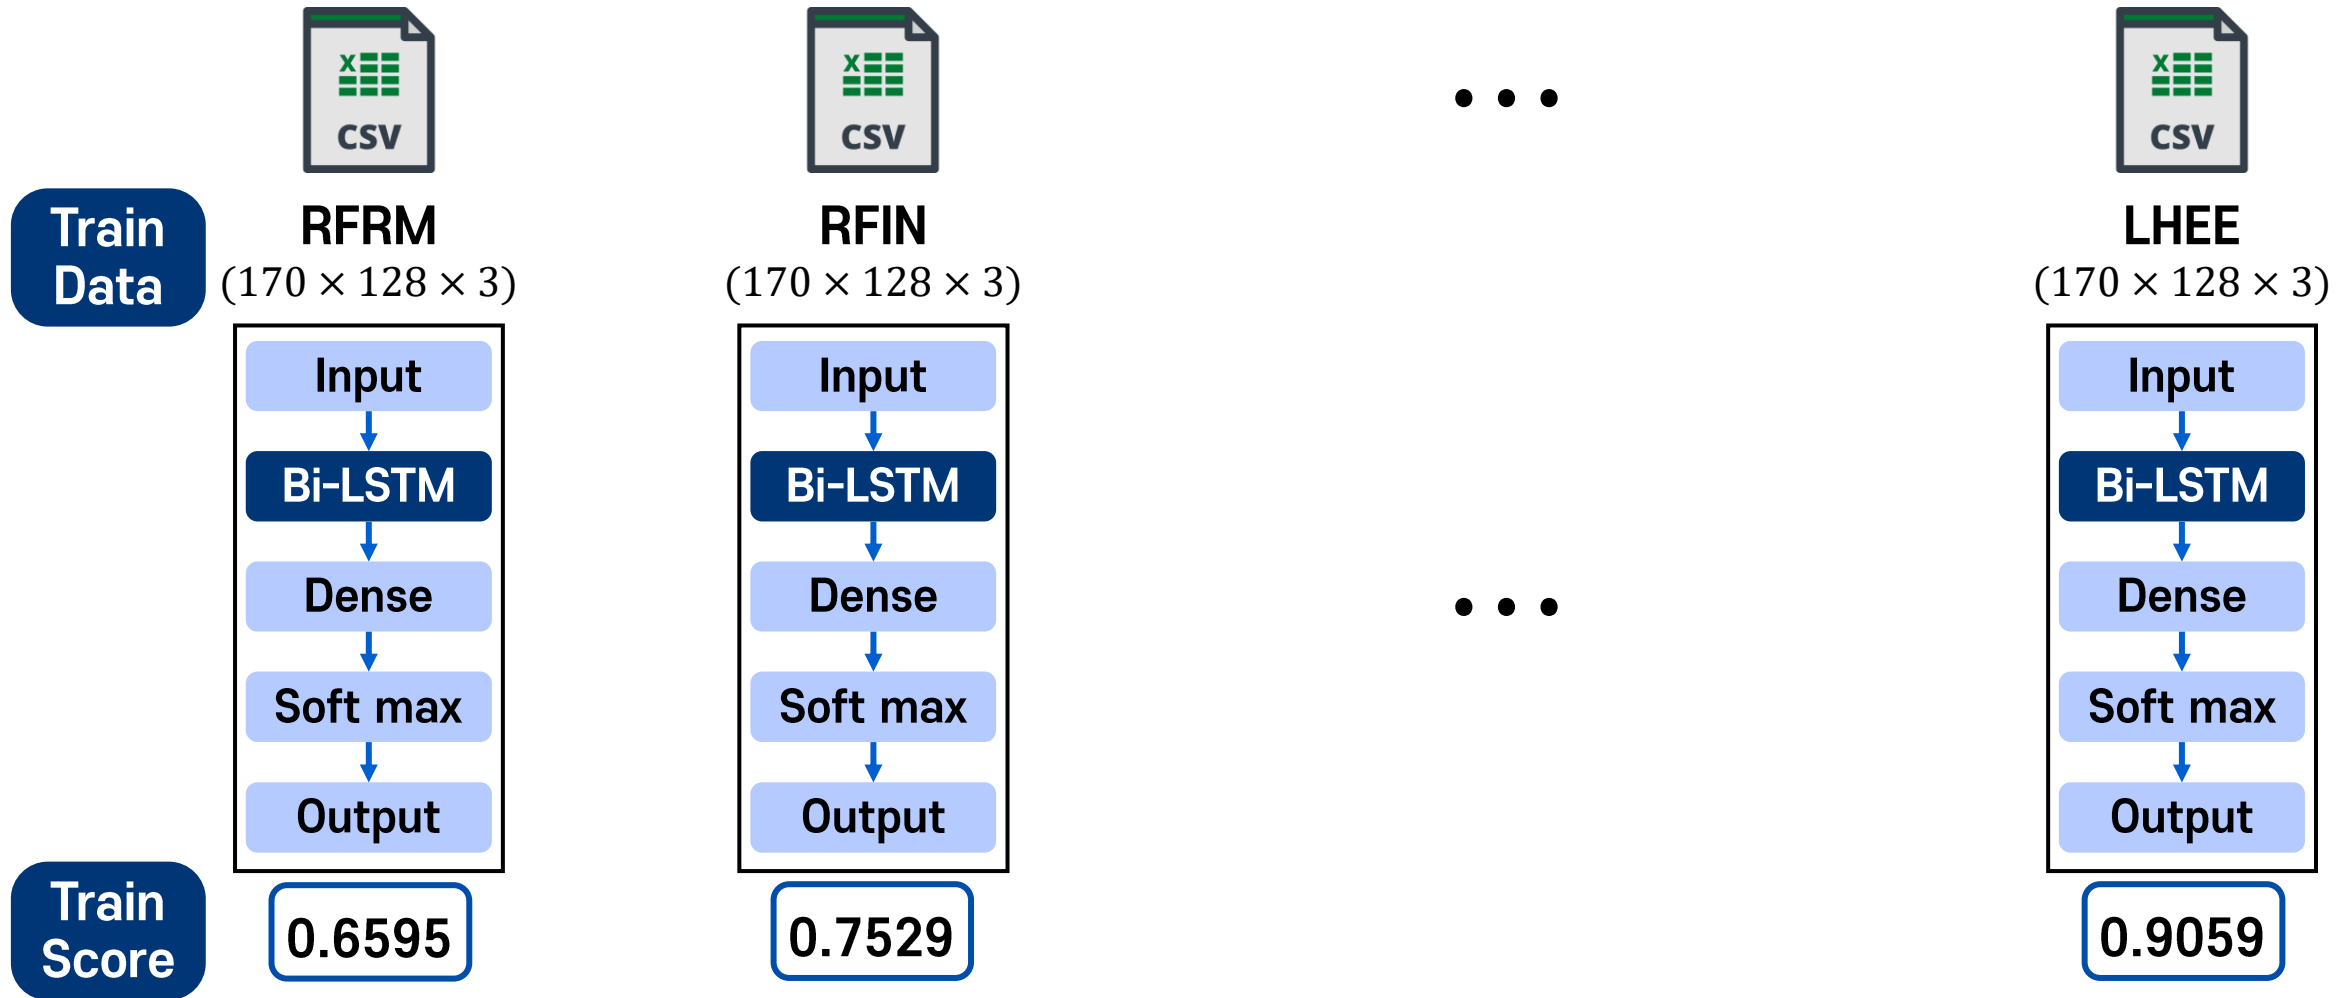 X
CSV
X
CSV
X
CSV
Train
Data
RFRM
(170 × 128 × 3)
RFIN
(170 × 128 × 3)
• • •
LHEE
(170 × 128 × 3)
Input
Bi-LSTM
Dense
Soft max
Output
Input
Bi-LSTM
Dense
Soft max
Output
• • •
Input
Bi-LSTM
Dense
Soft max
Output
Train
Score
0.6595
0.7529
0.9059